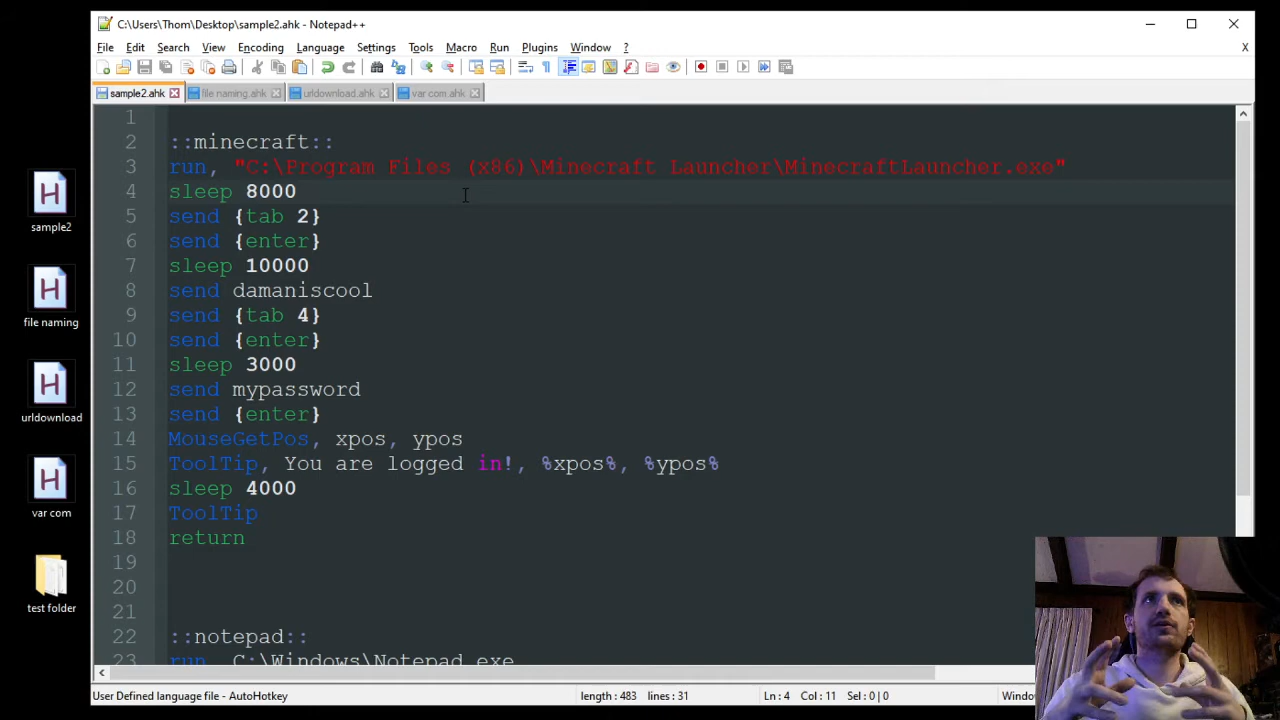 C:\Users\Thom\Desktop\sample2.ahk - Notepad++
File Edit Search View Encoding Language Settings Tools Macro Run Plugins Window ? X
sample2.ahk file naming.ahk urldownload.ahk var com.ahk
1
2 ::minecraft::
3 run, "C:\Program Files (x86)\Minecraft Launcher\MinecraftLauncher.exe"
4 sleep 8000
5 send {tab 2}
6 send {enter}
7 sleep 10000
8 send damaniscool
9 send {tab 4}
10 send {enter}
11 sleep 3000
12 send mypassword
13 send {enter}
14 MouseGetPos, xpos, ypos
15 ToolTip, You are logged in!, %xpos%, %ypos%
16 sleep 4000
17 ToolTip
18 return
19
20
21
22 ::notepad::
23 run, C:\Windows\Notepad.exe
User Defined language file - AutoHotkey length : 483 lines : 31 Ln : 4 Col : 11 Sel : 0 | 0 Window
sample2
file naming
urldownload
var com
test folder